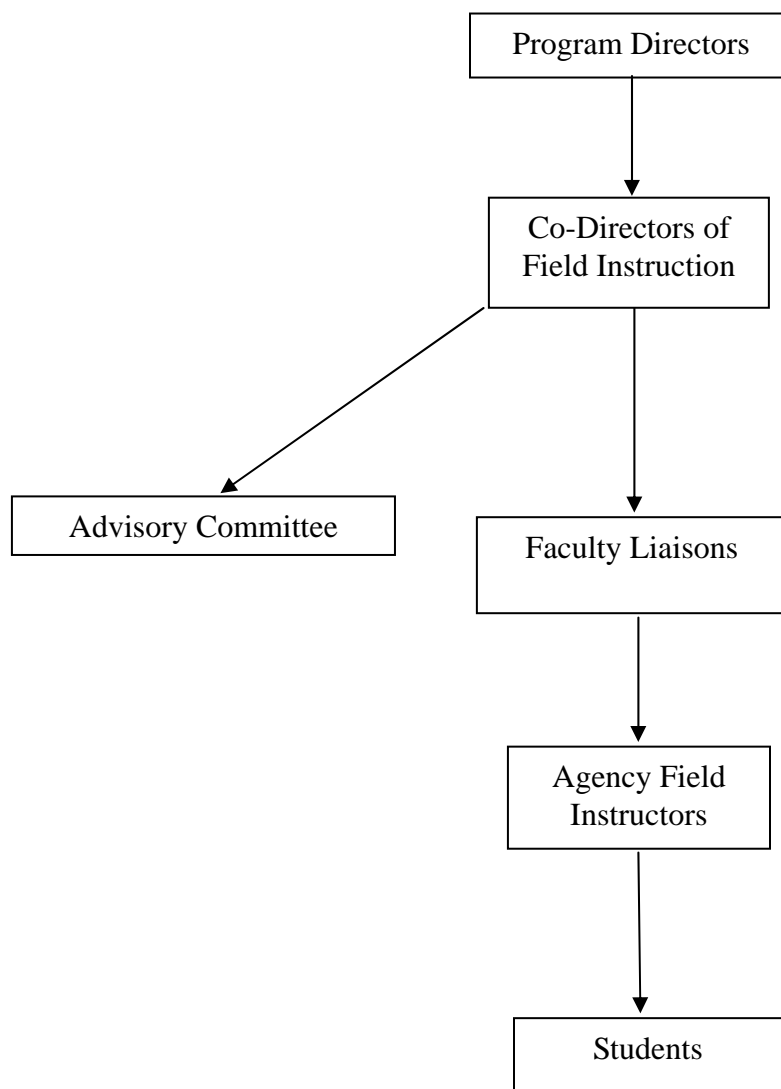 Program Directors
Co-Directors of
Field Instruction
Advisory Committee
Faculty Liaisons
Agency Field
Instructors
Students